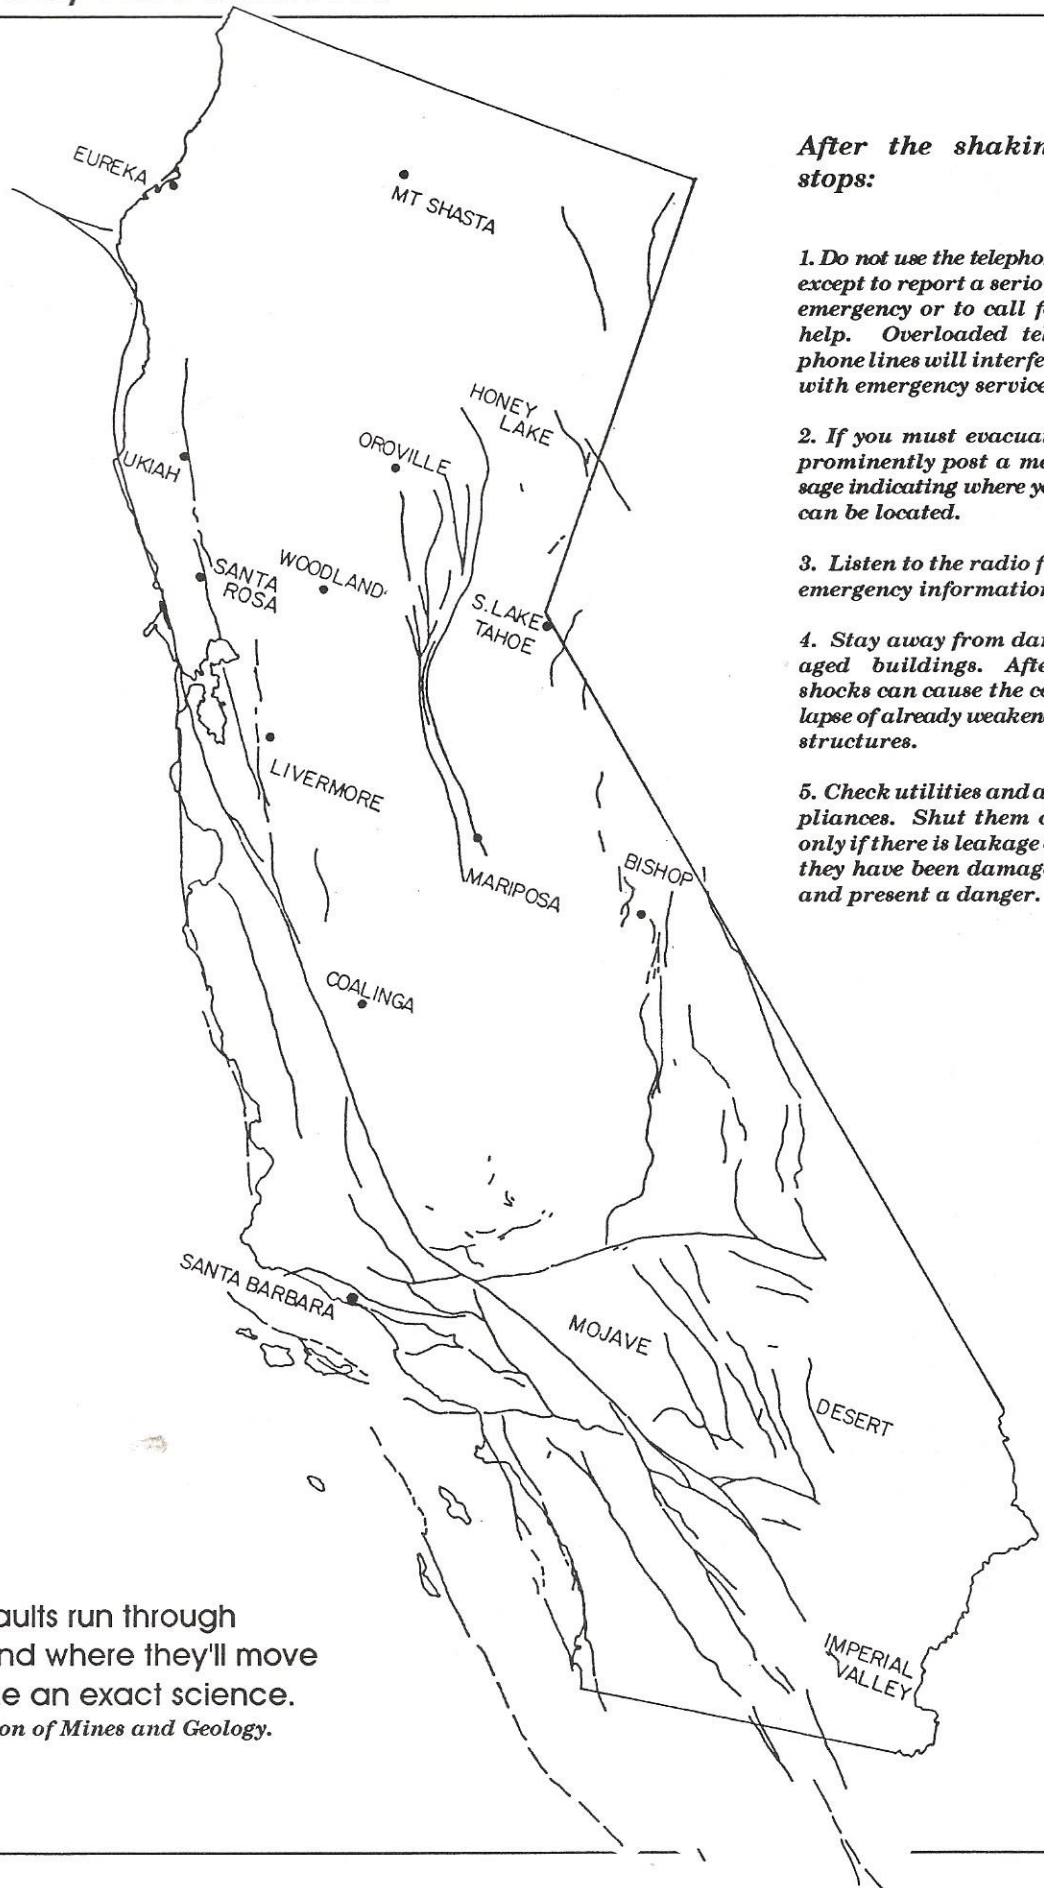 EUREKA
MT SHASTA
HONEY
LAKE
OROVILLE
UKIAH
SANTA
ROSA
WOODLAND
S. LAKE
TAHOE
LIVERMORE
MARIPOSA
BISHOP
COALINGA
SANTA BARBARA
MOJAVE
DESERT
IMPERIAL
VALLEY
After the shakin
stops:
1. Do not use the telepho
except to report a serio
emergency or to call f
help. Overloaded tel
phone lines will interfe
with emergency service
2. If you must evacua
prominently post a me
sage indicating where y
can be located.
3. Listen to the radio f
emergency information
4. Stay away from da
aged buildings. Afte
shocks can cause the co
lapse of already weaken
structures.
5. Check utilities and a
pliances. Shut them o
only if there is leakage
they have been damag
and present a danger.
aults run through
nd where they'll move
e an exact science.
on of Mines and Geology.